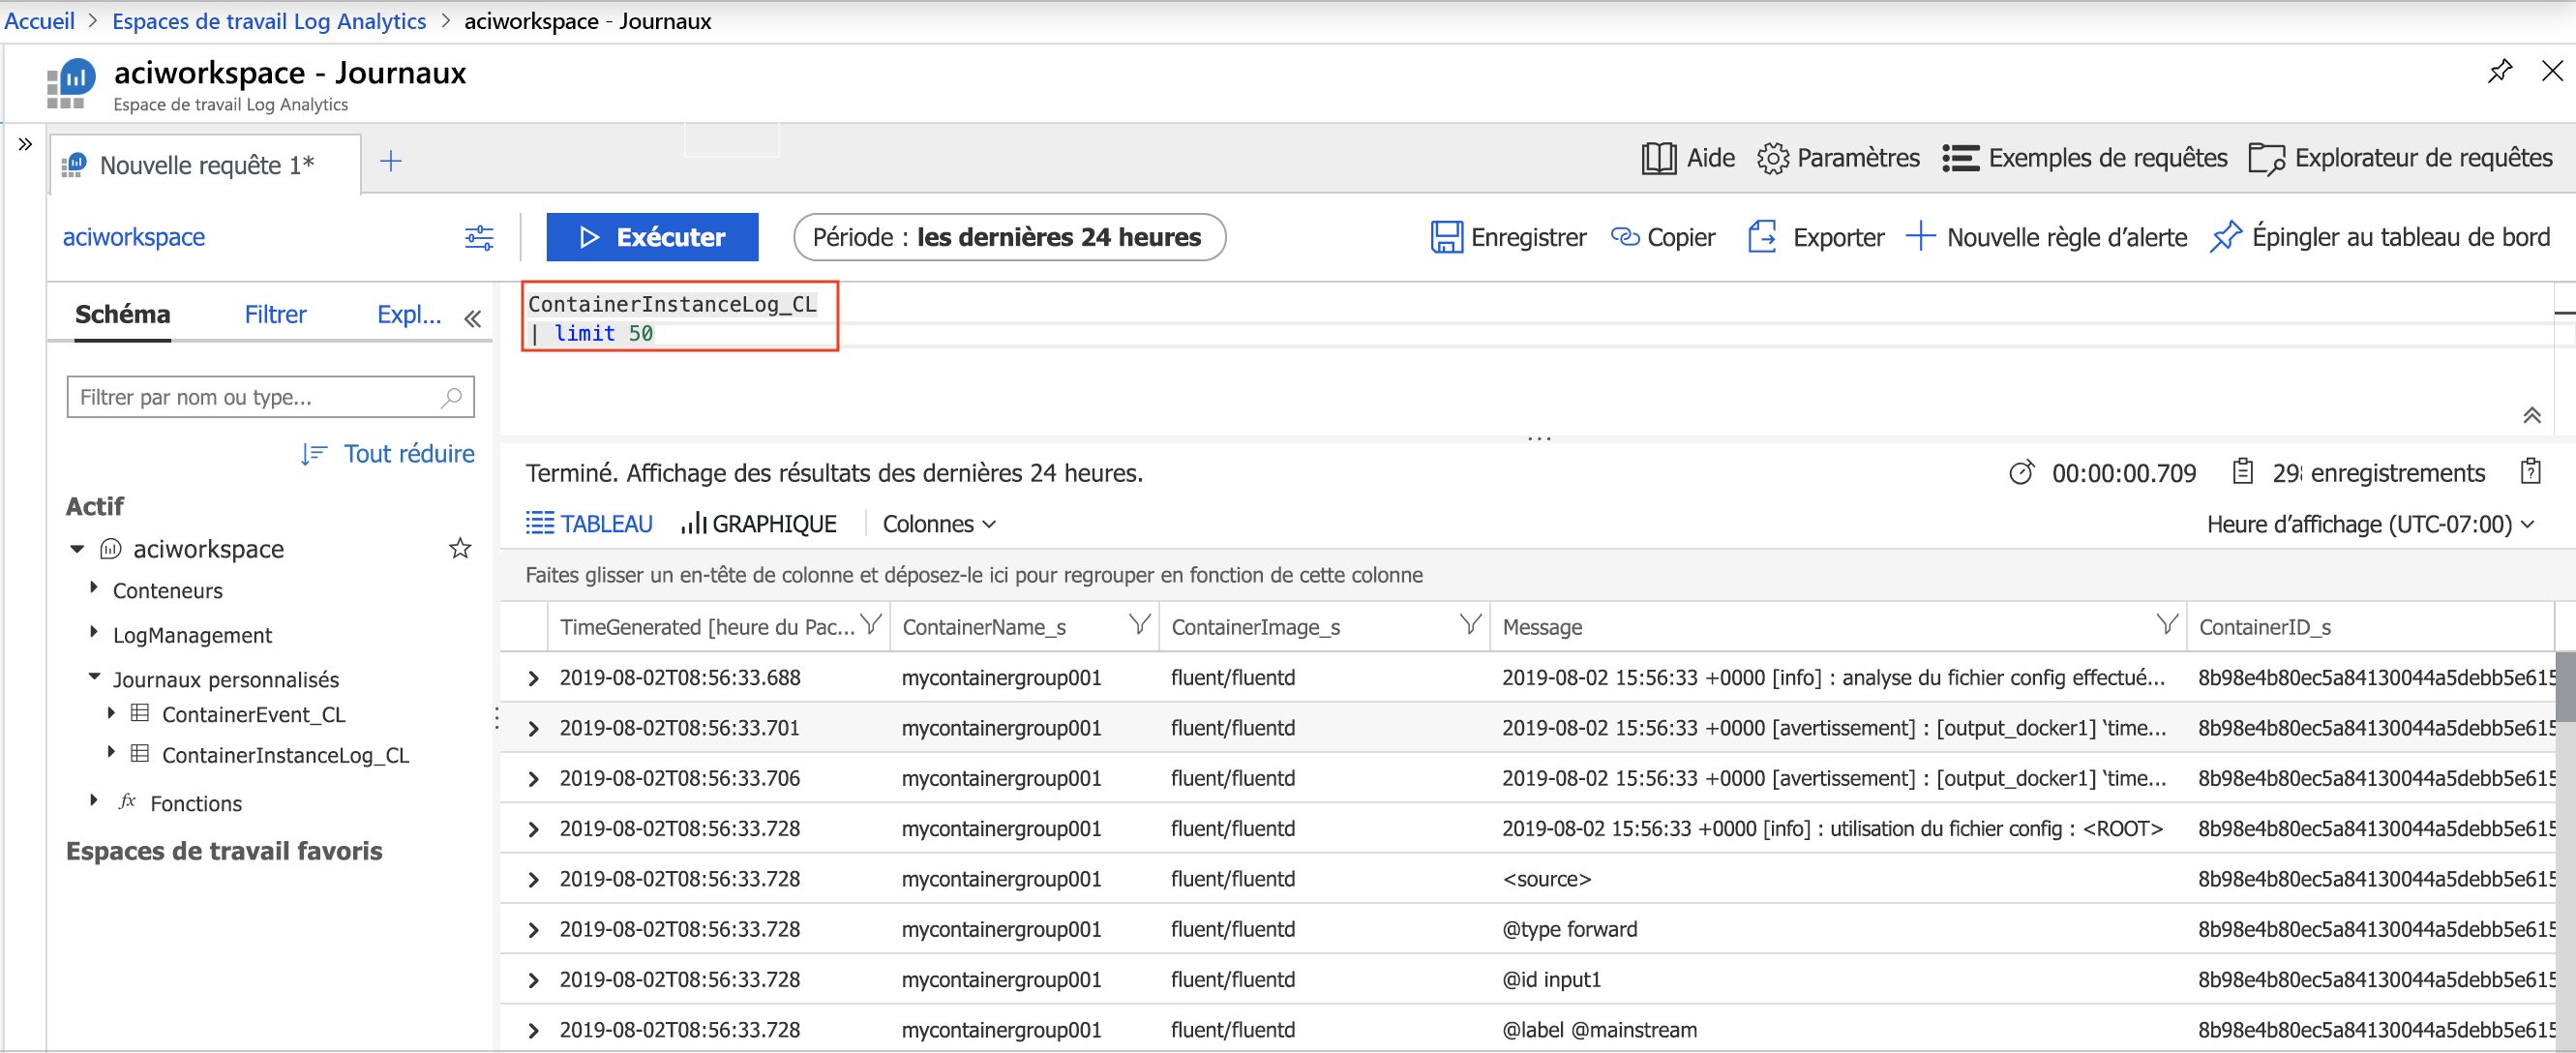 Accueil > Espaces de travail Log Analytics > aciworkspace - Journaux
aciworkspace - Journaux
Espace de travail Log Analytics
Nouvelle requête 1*
Aide Paramètres Exemples de requêtes Explorateur de requêtes
aciworkspace
Exécuter
Période : les dernières 24 heures
Enregistrer Copier Exporter Nouvelle règle d’alerte Épingler au tableau de bord
Schéma Filtrer Expl...
ContainerInstanceLog_CL
| limit 50
Filtrer par nom ou type...
Tout réduire
Actif
aciworkspace
Conteneurs
LogManagement
Journaux personnalisés
ContainerEvent_CL
ContainerInstanceLog_CL
Fonctions
Espaces de travail favoris
Terminé. Affichage des résultats des dernières 24 heures.
00:00:00.709 enregistrements
TABLEAU GRAPHIQUE Colonnes
Heure d’affichage (UTC-07:00)
Faites glisser un en-tête de colonne et déposez-le ici pour regrouper en fonction de cette colonne
TimeGenerated [heure du Pac... ContainerName_s ContainerImage_s Message ContainerID_s
2019-08-02T08:56:33.688 mycontainergroup001 fluent/fluentd 2019-08-02 15:56:33 +0000 [info] : analyse du fichier config effectué... 8b98e4b80ec5a84130044a5debb5e615
2019-08-02T08:56:33.701 mycontainergroup001 fluent/fluentd 2019-08-02 15:56:33 +0000 [avertissement] : [output_docker1] ‘time... 8b98e4b80ec5a84130044a5debb5e615
2019-08-02T08:56:33.706 mycontainergroup001 fluent/fluentd 2019-08-02 15:56:33 +0000 [avertissement] : [output_docker1] ‘time... 8b98e4b80ec5a84130044a5debb5e615
2019-08-02T08:56:33.728 mycontainergroup001 fluent/fluentd 2019-08-02 15:56:33 +0000 [info] : utilisation du fichier config : <ROOT> 8b98e4b80ec5a84130044a5debb5e615
2019-08-02T08:56:33.728 mycontainergroup001 fluent/fluentd <source> 8b98e4b80ec5a84130044a5debb5e615
2019-08-02T08:56:33.728 mycontainergroup001 fluent/fluentd @type forward 8b98e4b80ec5a84130044a5debb5e615
2019-08-02T08:56:33.728 mycontainergroup001 fluent/fluentd @id input1 8b98e4b80ec5a84130044a5debb5e615
2019-08-02T08:56:33.728 mycontainergroup001 fluent/fluentd @label @mainstream 8b98e4b80ec5a84130044a5debb5e615